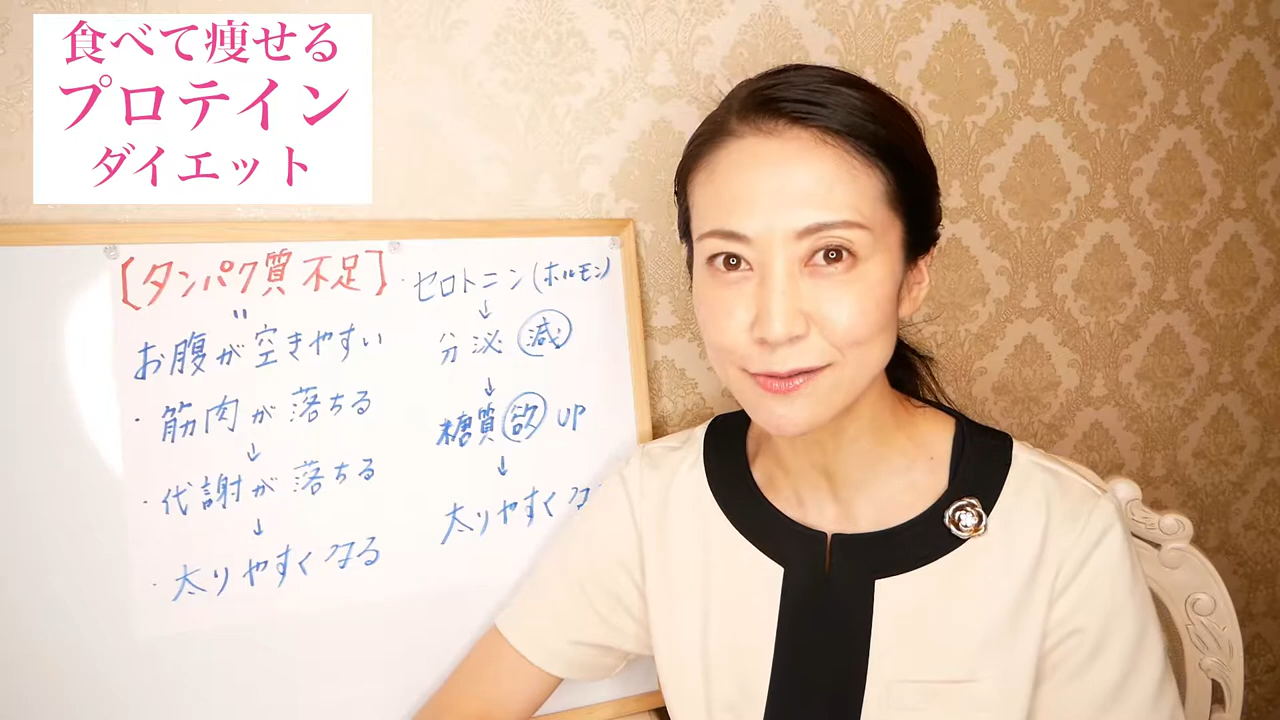 食べて痩せる
プロテイン
ダイエット
[タンパク質不足]
"
お腹が空きやすい
・筋肉が落ちる
↓
・代謝が落ちる
↓
・太りやすくなる
・セロトニン(ホルモン)
↓
分泌 減
↓
糖質 欲 UP
↓
太りやすくな